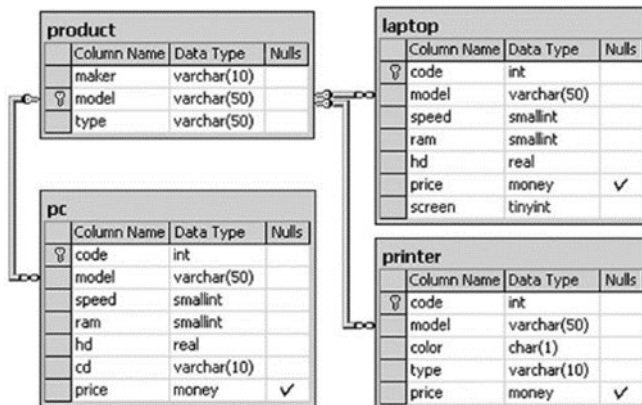 product
Column Name Data Type Nulls
maker varchar(10)
model varchar(50)
type varchar(50)
pc
Column Name Data Type Nulls
code int
model varchar(50)
speed smallint
ram smallint
hd real
cd varchar(10)
price money
laptop
Column Name Data Type Nulls
code int
model varchar(50)
speed smallint
ram smallint
hd real
price money
screen tinyint
printer
Column Name Data Type Nulls
code int
model varchar(50)
color char(1)
type varchar(10)
price money